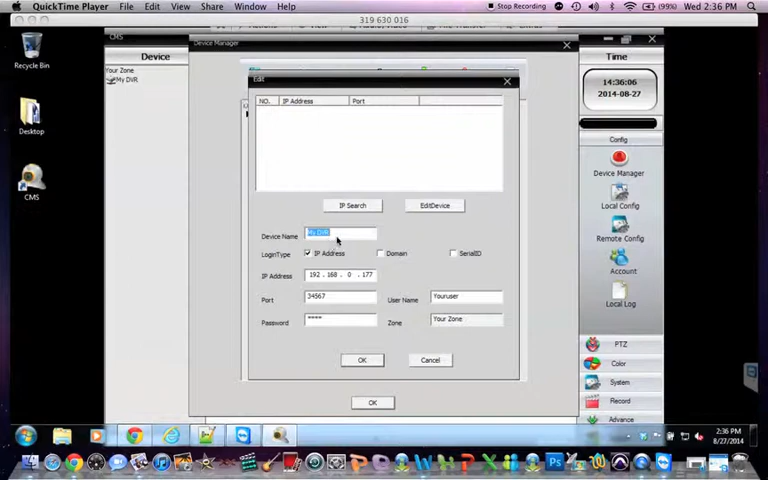 QuickTime Player File Edit View Share Window Help Stop Recording (99%) Wed 2:36 PM
319 630 016
CMS
Device Manager
Device
Time
Recycle Bin
Your Zone
My DVR
Edit
NO. IP Address Port
14:36:06
2014-08-27
Desktop
Config
Device Manager
CMS
Local Config
IP Search EditDevice
Remote Config
Device Name My DVR
LoginType IP Address Domain SerialID
Account
IP Address 192 . 168 . 0 . 177
Port 34567 User Name Youruser
Local Log
Password **** Zone Your Zone
PTZ
OK Cancel
Color
System
OK
Record
Advance
2:36 PM
8/27/2014